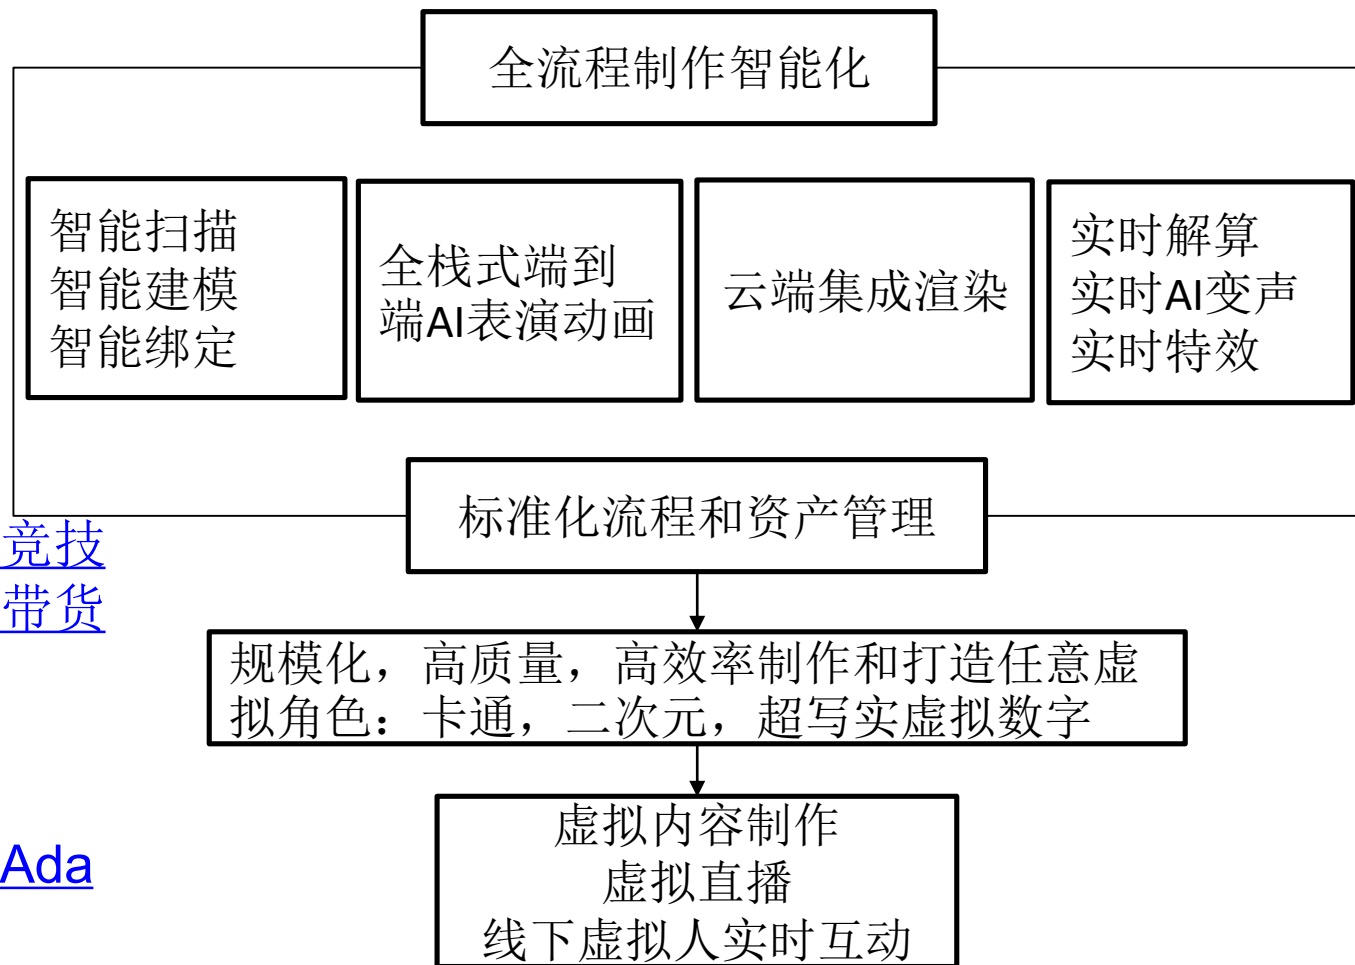 全流程制作智能化
智能扫描
智能建模
智能绑定
全栈式端到
端AI表演动画
云端集成渲染
实时解算
实时AI变声
实时特效
标准化流程和资产管理
竞技
带货
规模化，高质量，高效率制作和打造任意虚
拟角色：卡通，二次元，超写实虚拟数字
Ada
虚拟内容制作
虚拟直播
线下虚拟人实时互动